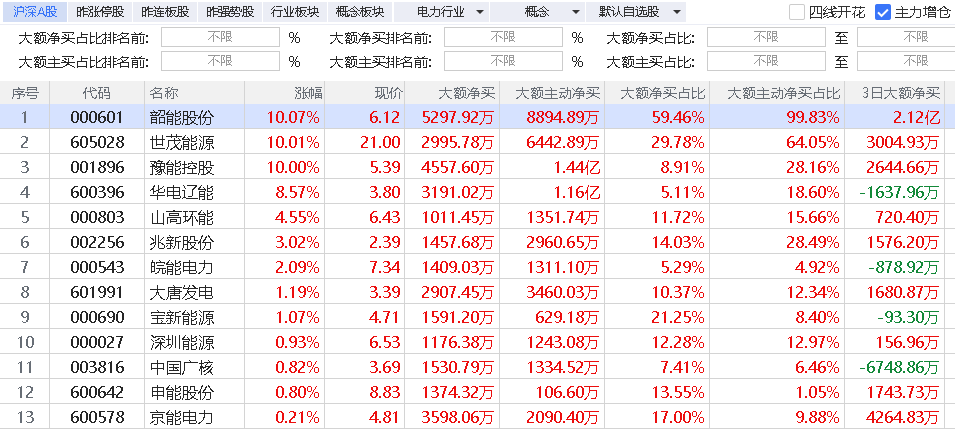 沪深A股 昨涨停股 昨连板股 昨强势股 行业板块 概念板块 电力行业 概念 默认自选股 四线开花 主力增仓
大额净买占比排名前: 不限 % 大额净买排名前: 不限 % 大额净买占比: 不限 至 不限
大额主买占比排名前: 不限 % 大额主买排名前: 不限 % 大额主买占比: 不限 至 不限
序号 代码 名称 涨幅 现价 大额净买 大额主动净买 大额净买占比 大额主动净买占比 3日大额净买
1 000601 韶能股份 10.07% 6.12 5297.92万 8894.89万 59.46% 99.83% 2.12亿
2 605028 世茂能源 10.01% 21.00 2995.78万 6442.89万 29.78% 64.05% 3004.93万
3 001896 豫能控股 10.00% 5.39 4557.60万 1.44亿 8.91% 28.16% 2644.66万
4 600396 华电辽能 8.57% 3.80 3191.02万 1.16亿 5.11% 18.60% -1637.96万
5 000803 山高环能 4.55% 6.43 1011.45万 1351.74万 11.72% 15.66% 720.40万
6 002256 兆新股份 3.02% 2.39 1457.68万 2960.65万 14.03% 28.49% 1576.20万
7 000543 皖能电力 2.09% 7.34 1409.03万 1311.10万 5.29% 4.92% -878.92万
8 601991 大唐发电 1.19% 3.39 2907.45万 3460.03万 10.37% 12.34% 1680.87万
9 000690 宝新能源 1.07% 4.71 1591.20万 629.18万 21.25% 8.40% -93.30万
10 000027 深圳能源 0.93% 6.53 1176.38万 1243.08万 12.28% 12.97% 156.96万
11 003816 中国广核 0.82% 3.69 1530.79万 1334.52万 7.41% 6.46% -6748.86万
12 600642 申能股份 0.80% 8.83 1374.32万 106.60万 13.55% 1.05% 1743.73万
13 600578 京能电力 0.21% 4.81 3598.06万 2090.40万 17.00% 9.88% 4264.83万